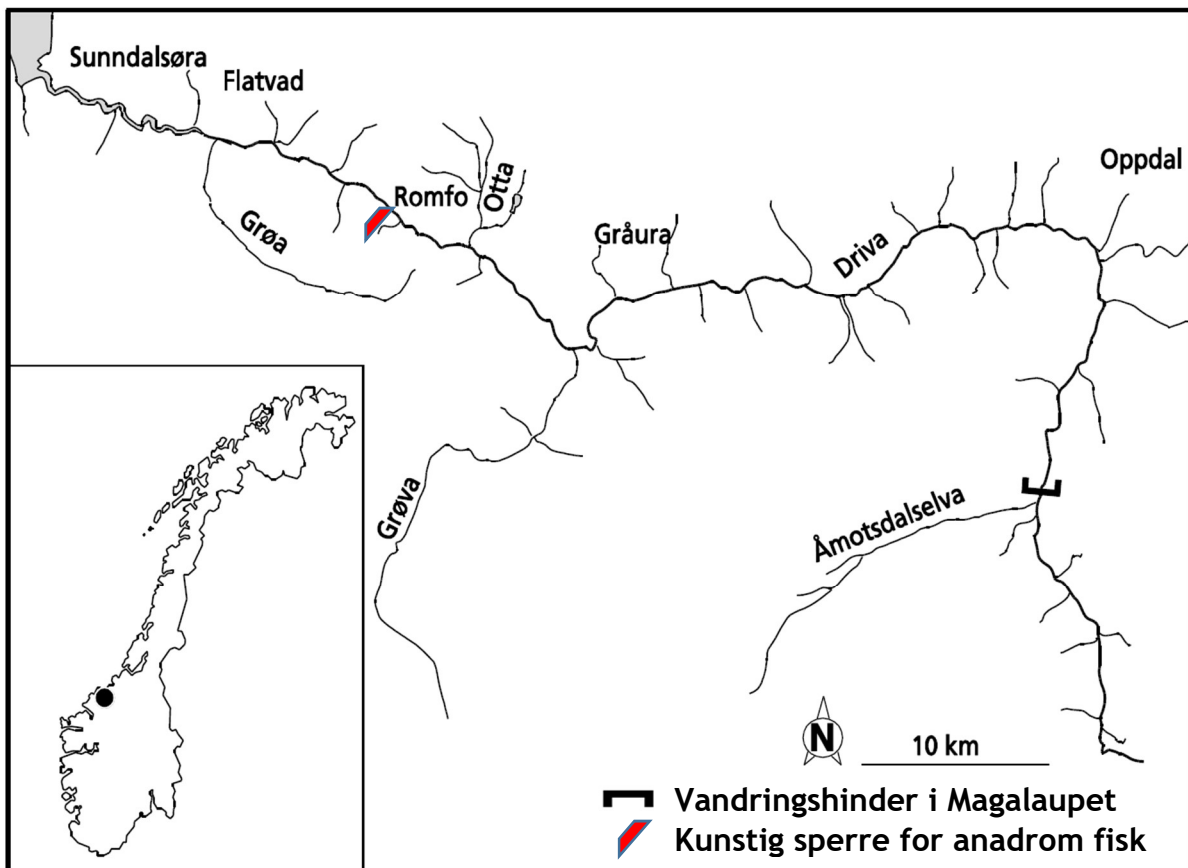 Sunndalsøra
Flatvad
Oppdal
Romfo
Otta
Grøa
Gråura
Driva
Grøva
Åmotsdalselva
N
10 km
Vandringshinder i Magalaupet
Kunstig sperre for anadrom fisk